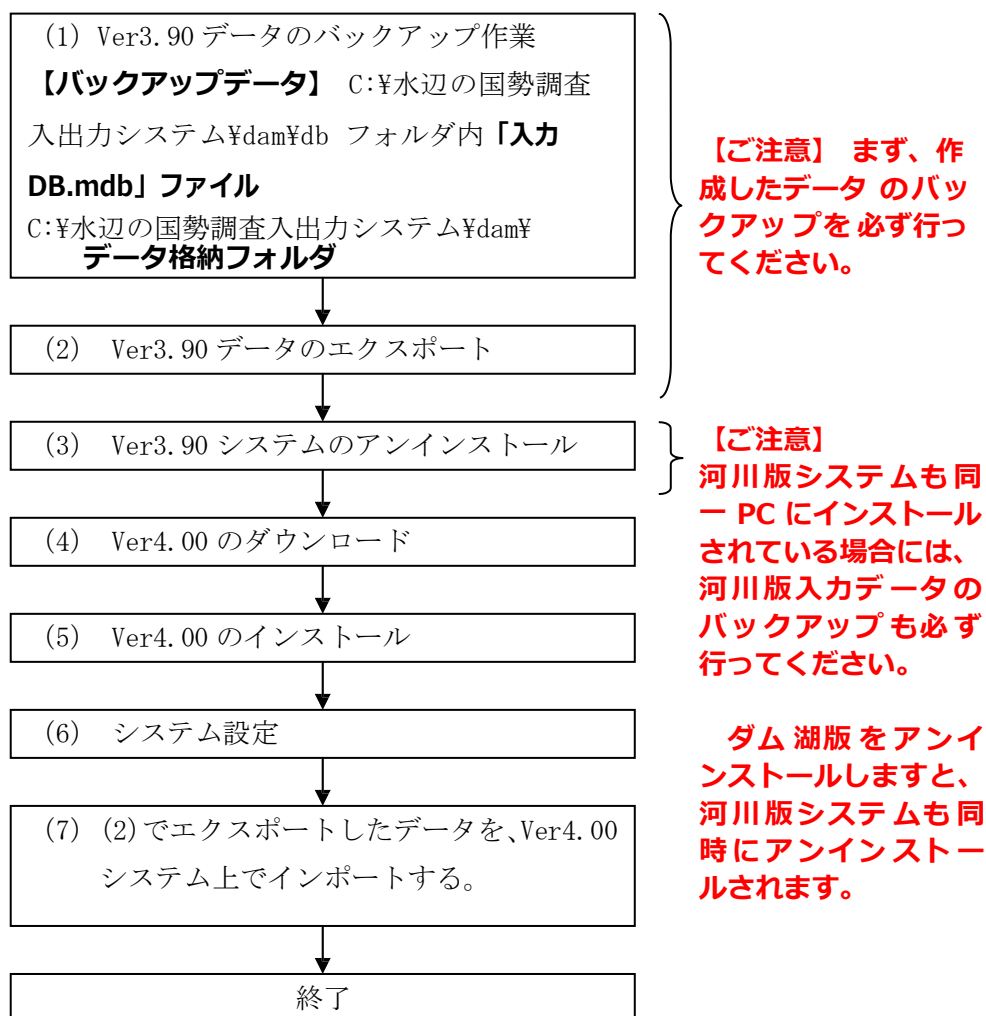 (1) Ver3.90 データのバックアップ作業
【バックアップデータ】 C:¥水辺の国勢調査
入出力システム¥dam¥db フォルダ内「入力
DB.mdb」ファイル
C:¥水辺の国勢調査入出力システム¥dam¥
データ格納フォルダ
(2) Ver3.90 データのエクスポート
【ご注意】 まず、作
成したデータ のバッ
クアップを 必ず行っ
てください。
(3) Ver3.90 システムのアンインストール
(4) Ver4.00 のダウンロード
(5) Ver4.00 のインストール
(6) システム設定
(7) (2)でエクスポートしたデータを、Ver4.00
システム上でインポートする。
終了
【ご注意】
河川版システムも同
一 PC にインストール
されている場合には、
河川版入力データの
バックアップ も必ず
行ってください。
ダム 湖版 をアンイ
ンストールしますと、
河川版システムも同
時にアンインストー
ルされます。